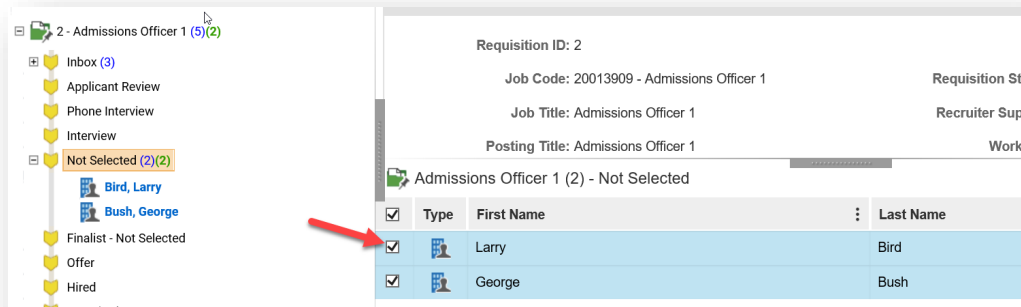 2 - Admissions Officer 1 (5)(2)
Inbox (3)
Applicant Review
Phone Interview
Interview
Not Selected (2)(2)
Bird, Larry
Bush, George
Finalist - Not Selected
Offer
Hired
Requisition ID: 2
Job Code: 20013909 - Admissions Officer 1
Requisition St
Job Title: Admissions Officer 1
Recruiter Sup
Posting Title: Admissions Officer 1
Work
Admissions Officer 1 (2) - Not Selected
Type First Name Last Name
Larry Bird
George Bush